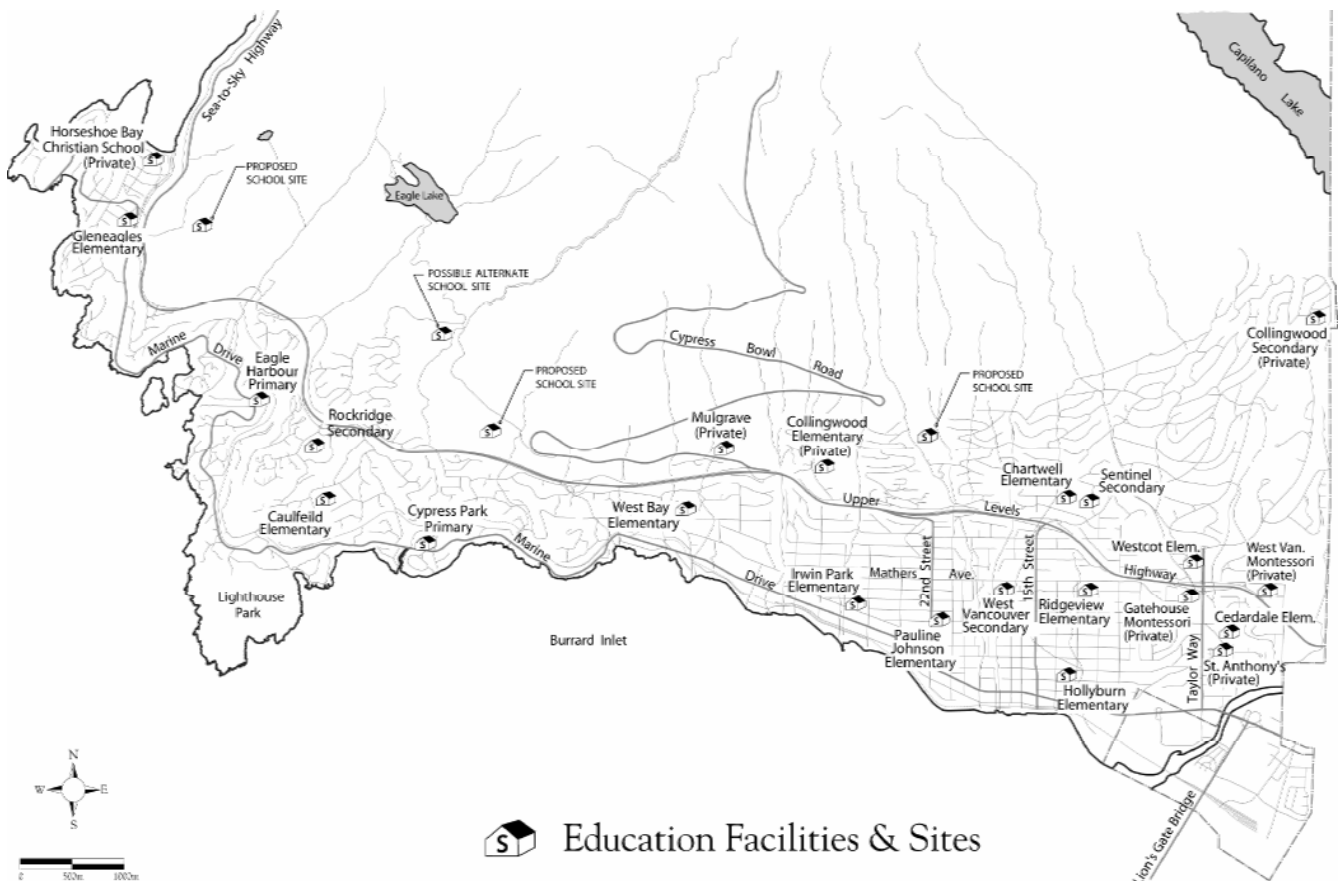 Sea-to-Sky Highway
Capilano
Lake
Horseshoe Bay
Christian School
(Private)
S
PROPOSED
SCHOOL SITE
S
Eagle Lake
S
Gleneagles
Elementary
POSSIBLE ALTERNATE
SCHOOL SITE
S
S
Collingwood
Secondary
(Private)
Marine
Drive
Eagle
Harbour
Primary
S
Cypress Bowl Road
PROPOSED
SCHOOL SITE
S
PROPOSED
SCHOOL SITE
S
Rockridge
Secondary
S
Mulgrave
(Private)
S
Collingwood
Elementary
(Private)
S
Chartwell
Elementary
S
Sentinel
Secondary
S
Upper Levels Highway
S
Caulfeild
Elementary
Cypress Park
Primary
S
West Bay
Elementary
S
Marine Drive
Westcot Elem.
S
West Van.
Montessori
(Private)
S
Irwin Park
Elementary
S
Mathers Ave.
22nd Street
15th Street
S
West
Vancouver
Secondary
S
Ridgeview
Elementary
S
Gatehouse
Montessori
(Private)
Cedardale Elem.
S
S
St. Anthony's
(Private)
Taylor Way
Lighthouse
Park
Burrard Inlet
S
Pauline
Johnson
Elementary
S
Hollyburn
Elementary
Lion's Gate Bridge
N
W E
S
S Education Facilities & Sites
0 500m 1000m